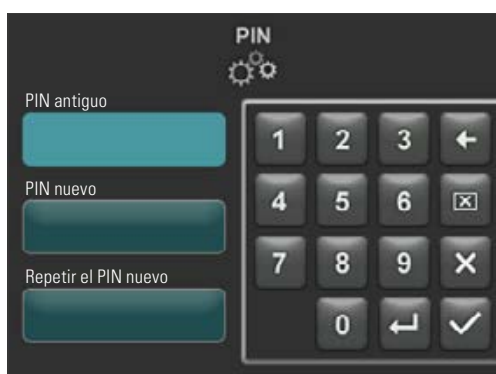 PIN
PIN antiguo
1 2 3
PIN nuevo
4 5 6
7 8 9
Repetir el PIN nuevo
0